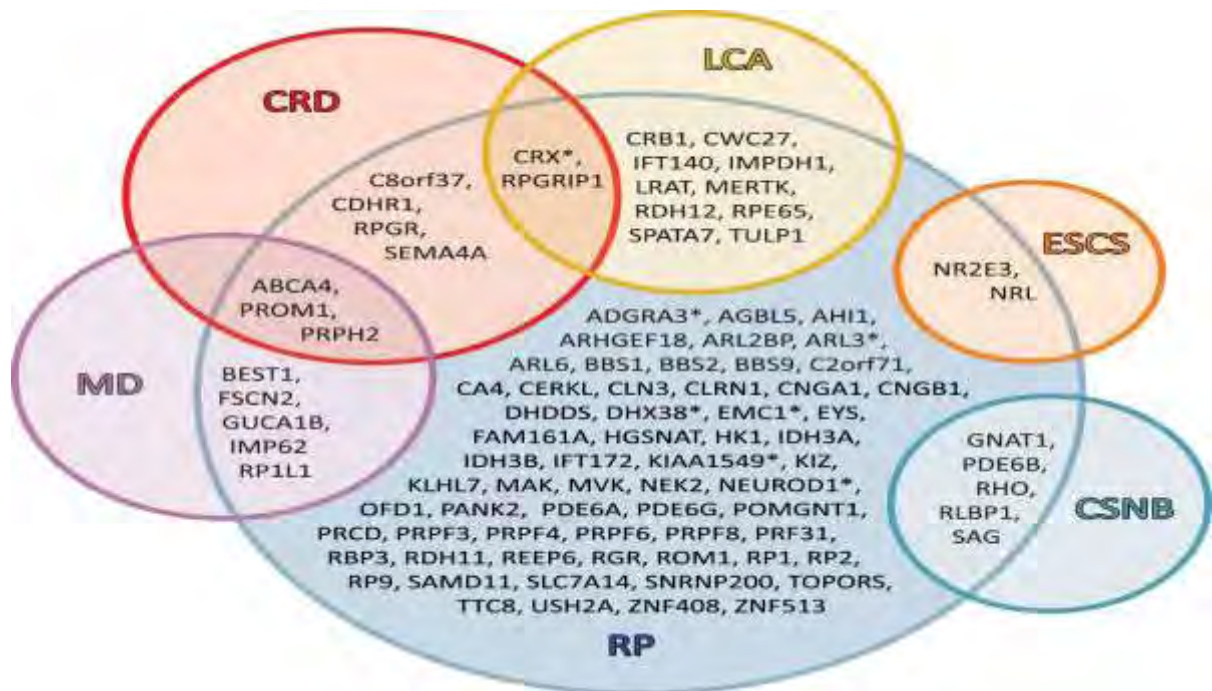 CRD
LCA
CRX*,
RPGRIP1
CRB1, CWC27,
IFT140, IMPDH1,
LRAT, MERTK,
RDH12, RPE65,
SPATA7, TULP1
C8orf37,
CDHR1,
RPGR,
SEMA4A
ESCS
NR2E3,
NRL
ABCA4,
PROM1,
PRPH2
MD
BEST1,
FSCN2,
GUCA1B,
IMP62
RP1L1
ADGRA3*, AGBL5, AHI1,
ARHGEF18, ARL2BP, ARL3*,
ARL6, BBS1, BBS2, BBS9, C2orf71,
CA4, CERKL, CLN3, CLRN1, CNGA1, CNGB1,
DHDDS, DHX38*, EMC1*, EYS,
FAM161A, HGSNAT, HK1, IDH3A,
IDH3B, IFT172, KIAA1549*, KIZ,
KLHL7, MAK, MVK, NEK2, NEUROD1*,
OFD1, PANK2, PDE6A, PDE6G, POMGNT1,
PRCD, PRPF3, PRPF4, PRPF6, PRPF8, PRF31,
RBP3, RDH11, REEP6, RGR, ROM1, RP1, RP2,
RP9, SAMD11, SLC7A14, SNRNP200, TOPORS,
TTC8, USH2A, ZNF408, ZNF513
RP
GNAT1,
PDE6B,
RHO,
RLBP1,
SAG
CSNB